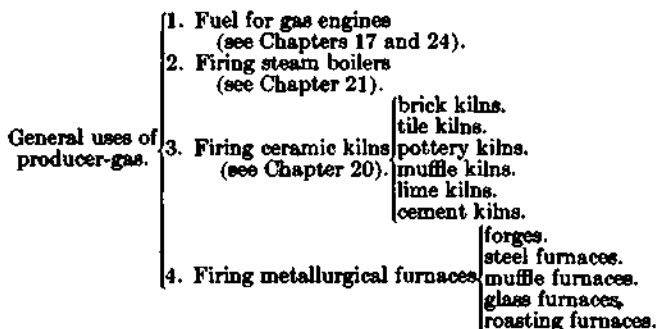 General uses of
producer-gas.
1. Fuel for gas engines
(see Chapters 17 and 24).
2. Firing steam boilers
(see Chapter 21).
3. Firing ceramic kilns
(see Chapter 20).
brick kilns.
tile kilns.
pottery kilns.
muffle kilns.
lime kilns.
cement kilns.
4. Firing metallurgical furnaces
forges.
steel furnaces.
muffle furnaces.
glass furnaces,
roasting furnaces.